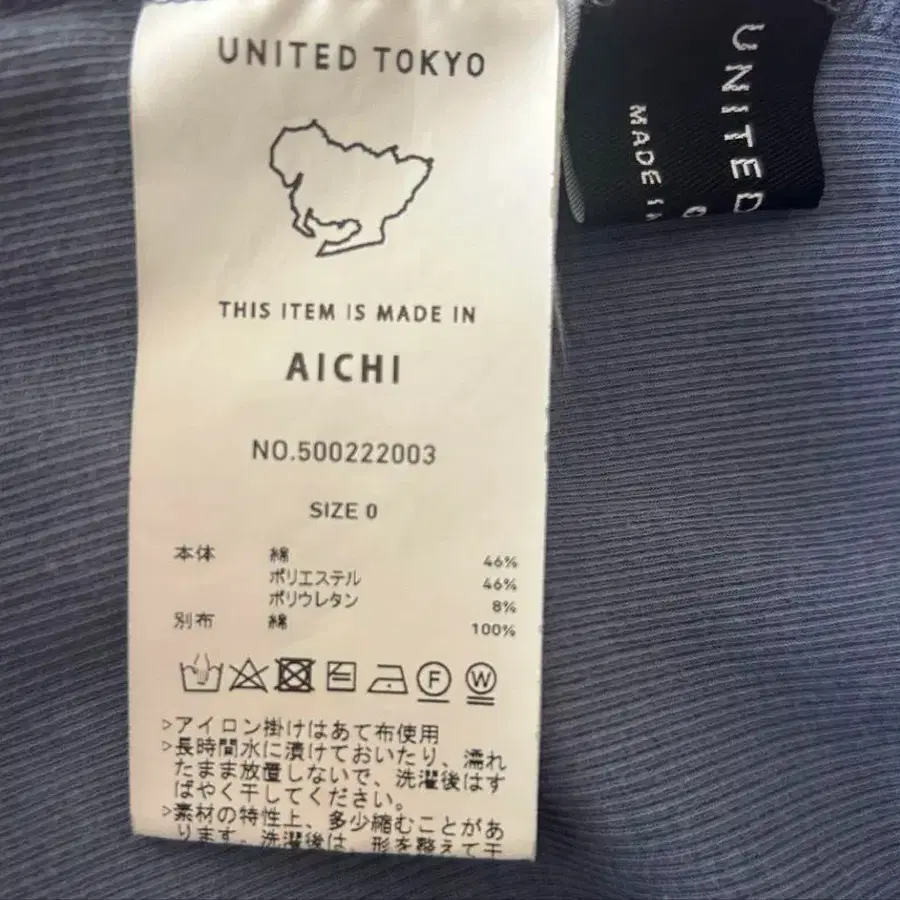 UNITED TOKYO
THIS ITEM IS MADE IN
AICHI
NO.500222003
SIZE 0
本体 綿 46%
ポリエステル 46%
ポリウレタン 8%
別布 綿 100%
F W
>アイロン掛けはあて布使用
>長時間水に漬けておいたり、濡れ
たまま放置しないで、洗濯後はす
ばやく干してください。
>素材の特性上、多少縮むことがあ
ります。洗濯後は、形を整えて干
UNITED
MADE